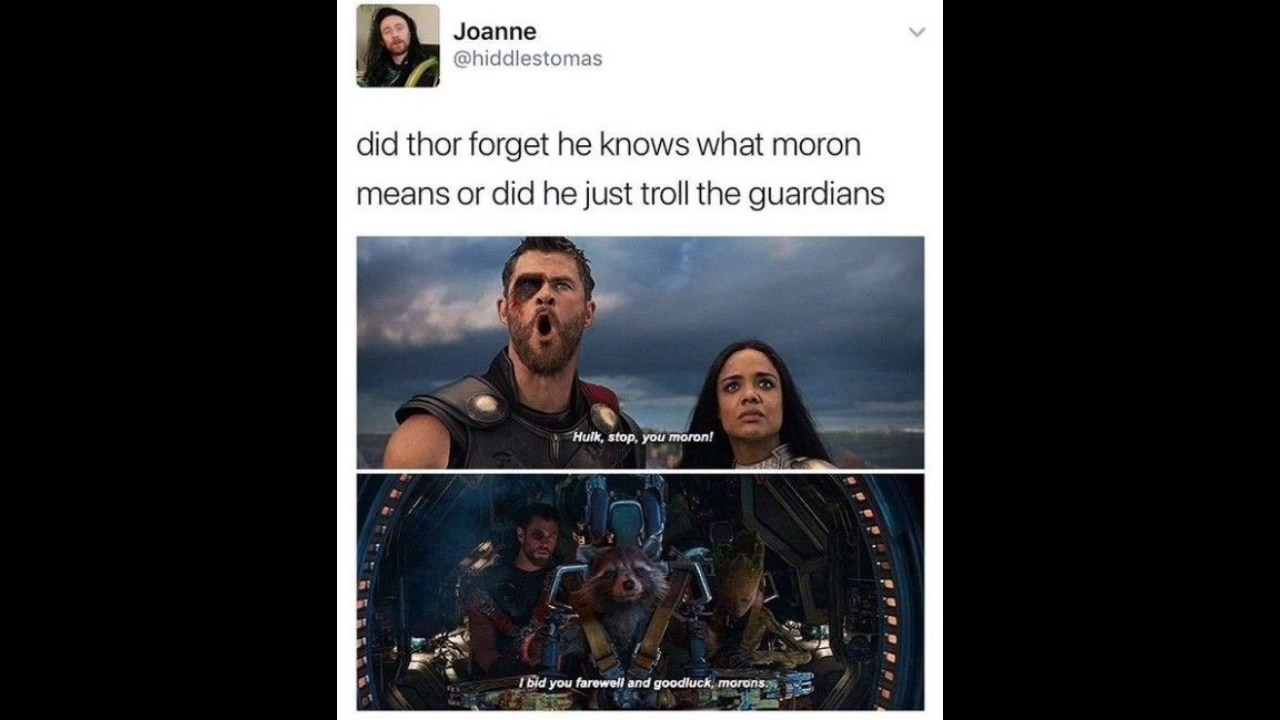 Joanne
@hiddlestomas
did thor forget he knows what moron
means or did he just troll the guardians
Hulk, stop, you moron!
I bid you farewell and goodluck, morons.